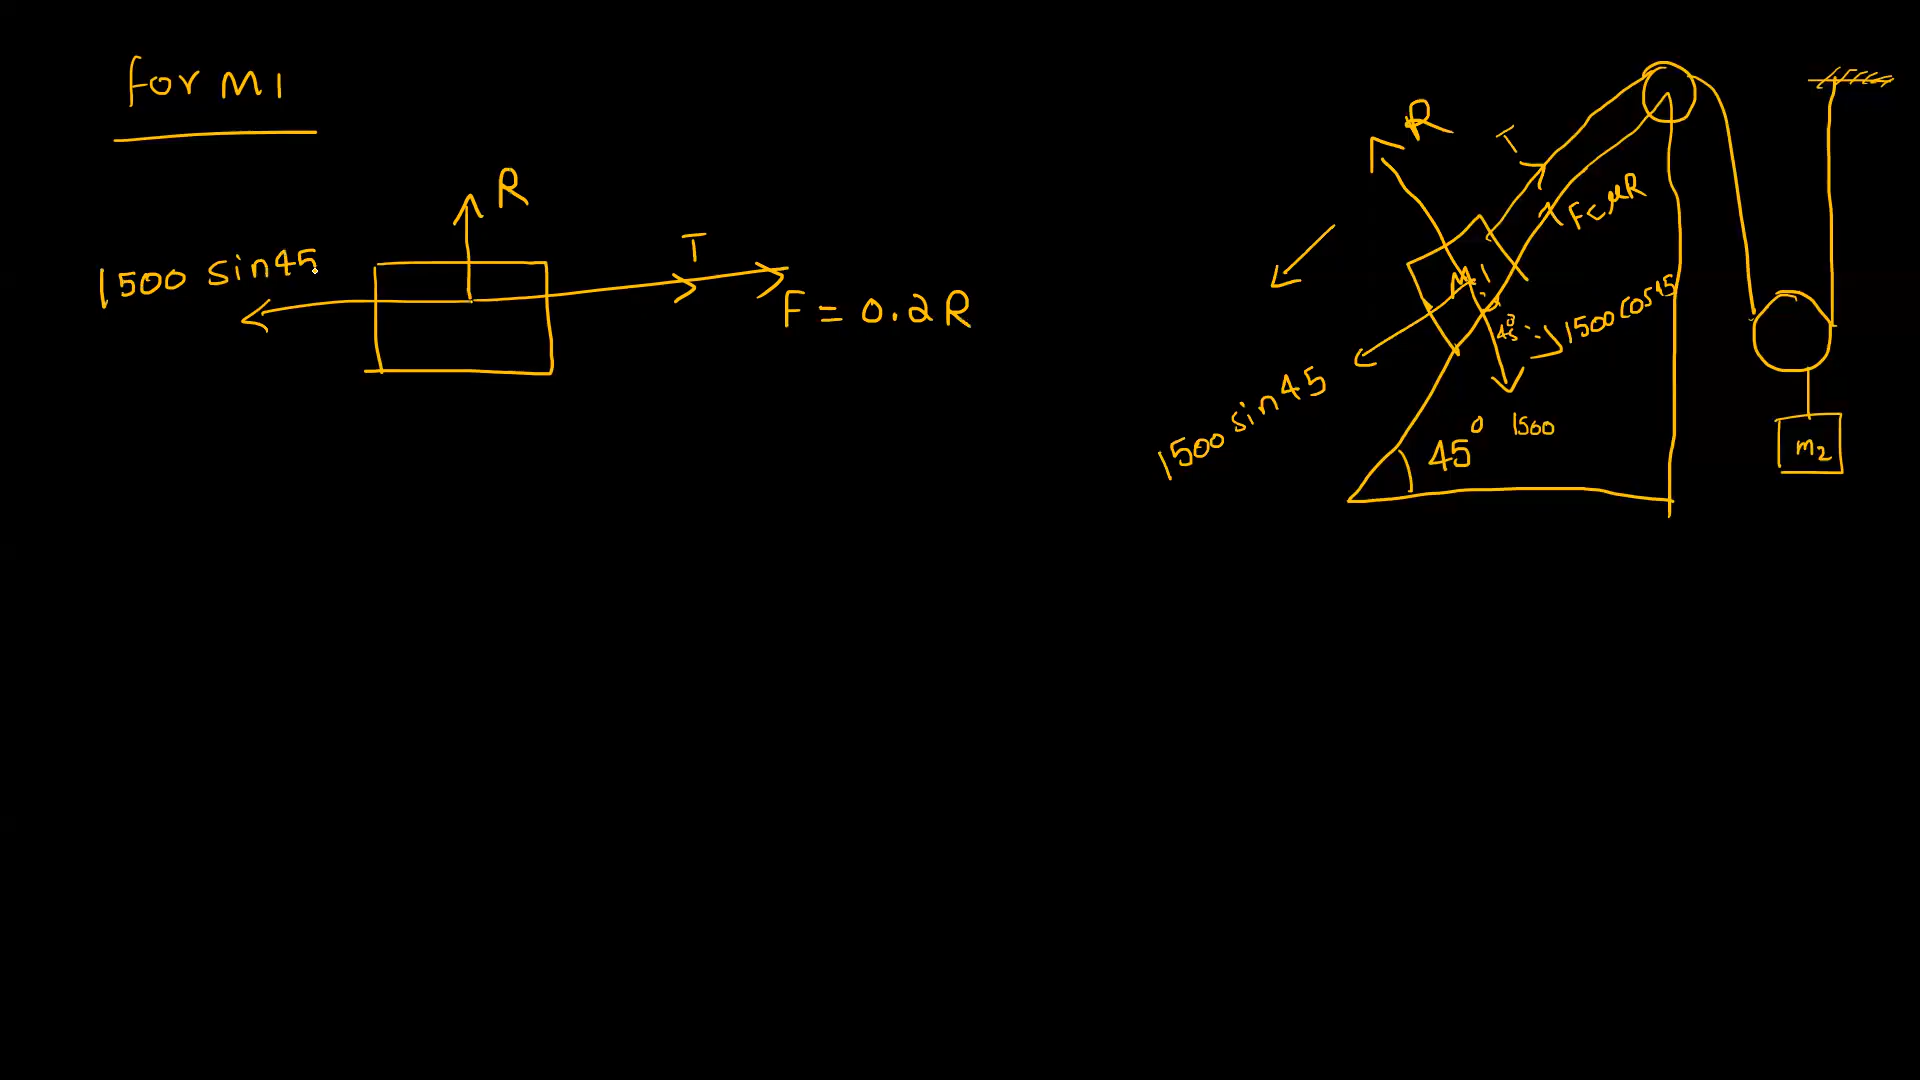 for M1
R
1500 sin45
T
F = 0.2R
R
T
F=μR
M1
45° 1500 cos45
1500 sin45
45°
1500
m2